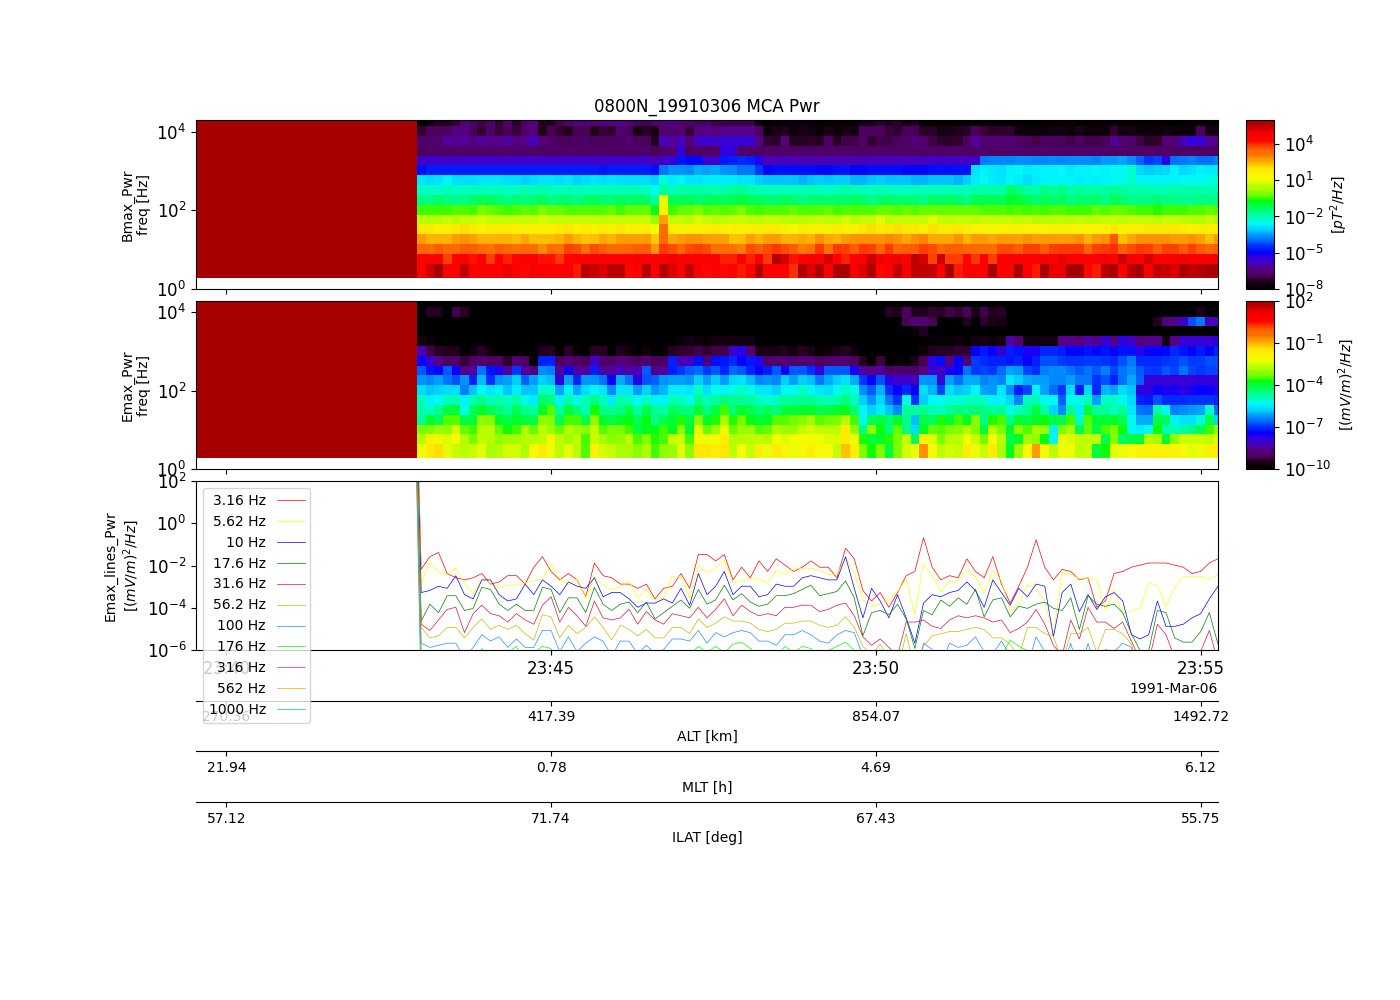 0800N_19910306 MCA Pwr
10^4
10^2
10^0
Bmax_Pwr
freq [Hz]
10^4
10^1
10^-2
10^-5
10^-8
[pT^2/Hz]
10^4
10^2
10^0
Emax_Pwr
freq [Hz]
10^2
10^-1
10^-4
10^-7
10^-10
[(mV/m)^2/Hz]
10^2
10^0
10^-2
10^-4
10^-6
Emax_lines_Pwr
[(mV/m)^2/Hz]
3.16 Hz
5.62 Hz
10 Hz
17.6 Hz
31.6 Hz
56.2 Hz
100 Hz
176 Hz
316 Hz
562 Hz
1000 Hz
23:40 23:45 23:50 23:55
1991-Mar-06
270.36 417.39 854.07 1492.72
ALT [km]
21.94 0.78 4.69 6.12
MLT [h]
57.12 71.74 67.43 55.75
ILAT [deg]